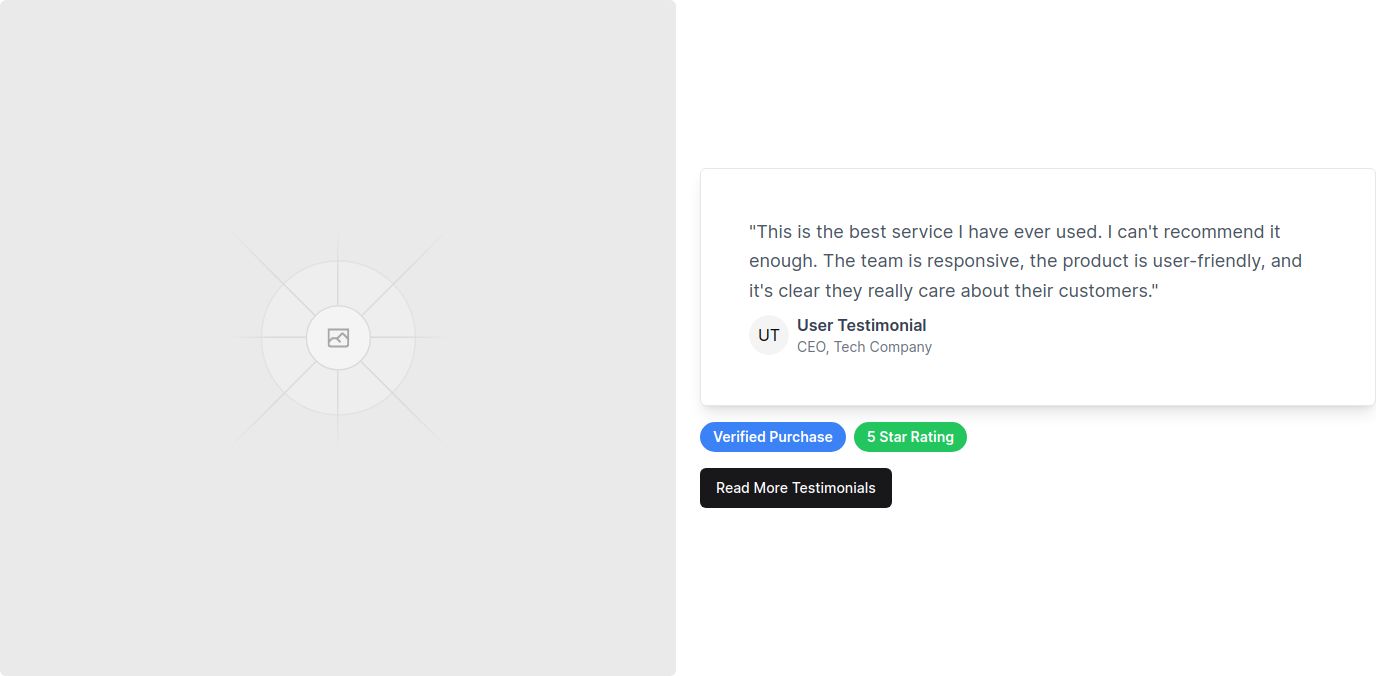 "This is the best service I have ever used. I can't recommend it
enough. The team is responsive, the product is user-friendly, and
it's clear they really care about their customers."
UT
User Testimonial
CEO, Tech Company
Verified Purchase
5 Star Rating
Read More Testimonials